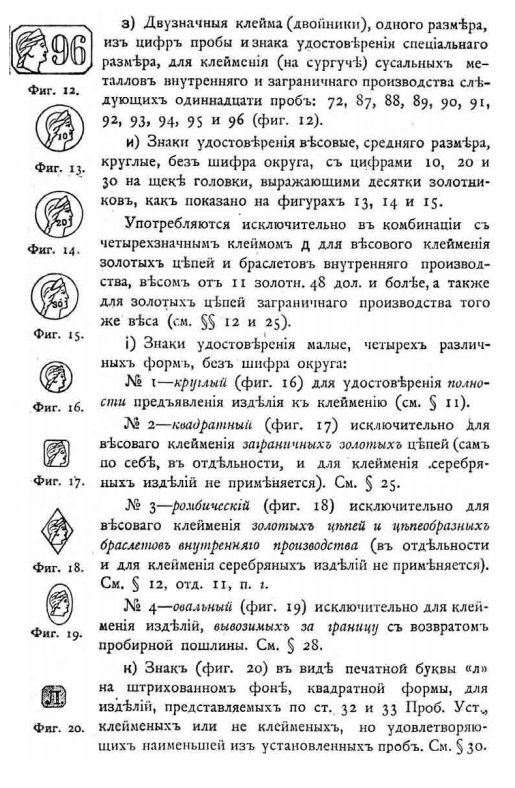 з) Двузначныя клейма (двойники), одного размѣра,
изъ цифръ пробы и знака удостовѣренія спеціальнаго
размѣра, для клейменія (на сургучѣ) сусальныхъ ме-
талловъ внутренняго и заграничнаго производства слѣ-
дующихъ одиннадцати пробъ: 72, 87, 88, 89, 90, 91,
92, 93, 94, 95 и 96 (фиг. 12).
96
Фиг. 12.
и) Знаки удостовѣренія вѣсовые, средняго размѣра,
круглые, безъ шифра округа, съ цифрами 10, 20 и
30 на щекѣ головки, выражающими десятки золотни-
ковъ, какъ показано на фигурахъ 13, 14 и 15.
10
Фиг. 13.
Употребляются исключительно въ комбинаціи съ
четырехзначнымъ клеймомъ Д для вѣсового клейменія
золотыхъ цѣпей и браслетовъ внутренняго производ-
ства, вѣсомъ отъ 11 золотн. 48 дол. и болѣе, а также
для золотыхъ цѣпей заграничнаго производства того
же вѣса (см. §§ 12 и 25).
20
Фиг. 14.
30
Фиг. 15.
і) Знаки удостовѣренія малые, четырехъ различ-
ныхъ формъ, безъ шифра округа:
№ 1—круглый (фиг. 16) для удостовѣренія полно-
сти предъявленія издѣлія къ клейменію (см. § 11).
Фиг. 16.
№ 2—квадратный (фиг. 17) исключительно для
вѣсоваго клейменія заграничныхъ золотыхъ цѣпей (самъ
по себѣ, въ отдѣльности, и для клейменія серебря-
ныхъ издѣлій не примѣняется). См. § 25.
Фиг. 17.
№ 3—ромбическій (фиг. 18) исключительно для
вѣсоваго клейменія золотыхъ цѣпей и цѣпеобразныхъ
браслетовъ внутренняго производства (въ отдѣльности
и для клейменія серебряныхъ издѣлій не примѣняется).
См. § 12, отд. 11, п. 1.
Фиг. 18.
№ 4—овальный (фиг. 19) исключительно для клей-
менія издѣлій, вывозимыхъ за границу съ возвратомъ
пробирной пошлины. См. § 28.
Фиг. 19.
к) Знакъ (фиг. 20) въ видѣ печатной буквы «л»
на штрихованномъ фонѣ, квадратной формы, для
издѣлій, представляемыхъ по ст. 32 и 33 Проб. Уст.,
клейменыхъ или не клейменыхъ, но удовлетворяю-
щихъ наименьшей изъ установленныхъ пробъ. См. § 30.
Л
Фиг. 20.